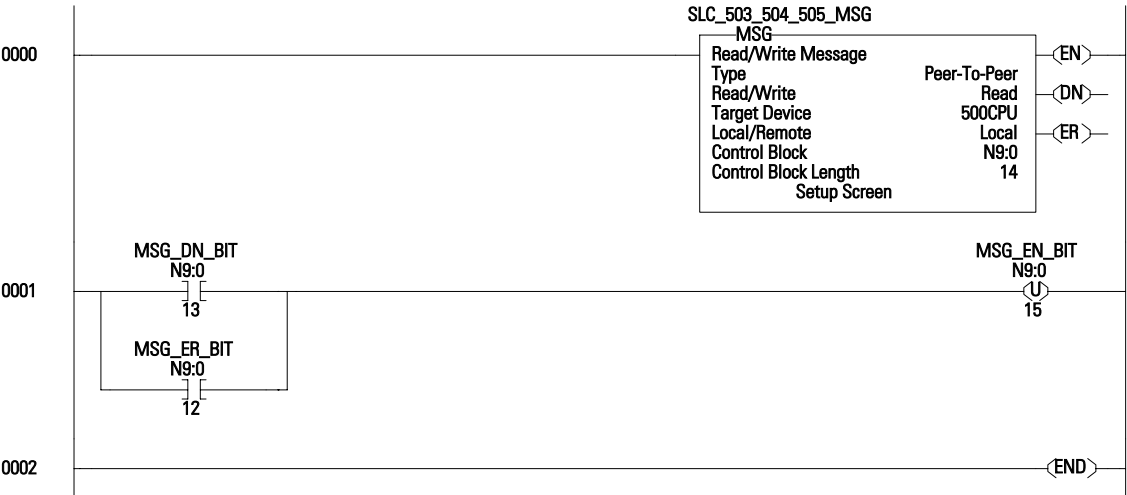 SLC_503_504_505_MSG
MSG
0000
Read/Write Message
Type Peer-To-Peer
Read/Write Read
Target Device 500CPU
Local/Remote Local
Control Block N9:0
Control Block Length 14
Setup Screen
EN
DN
ER
MSG_DN_BIT
N9:0
13
MSG_EN_BIT
N9:0
U
15
0001
MSG_ER_BIT
N9:0
12
0002
END